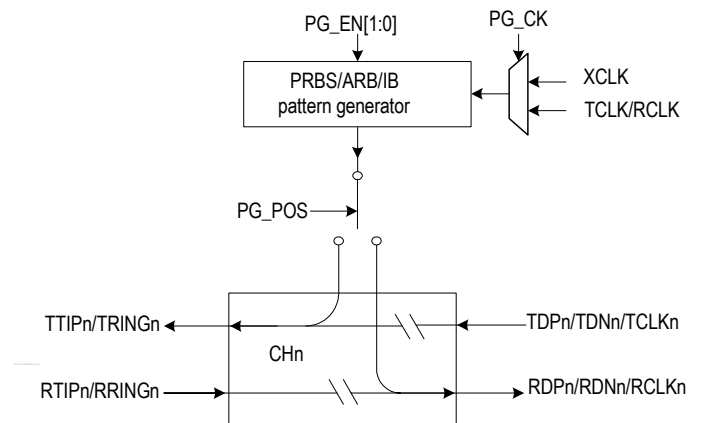 PG_EN[1:0]
PG_CK
PRBS/ARB/IB
pattern generator
XCLK
TCLK/RCLK
PG_POS
TTIPn/TRINGn
TDPn/TDNn/TCLKn
CHn
RTIPn/RRINGn
RDPn/RDNn/RCLKn